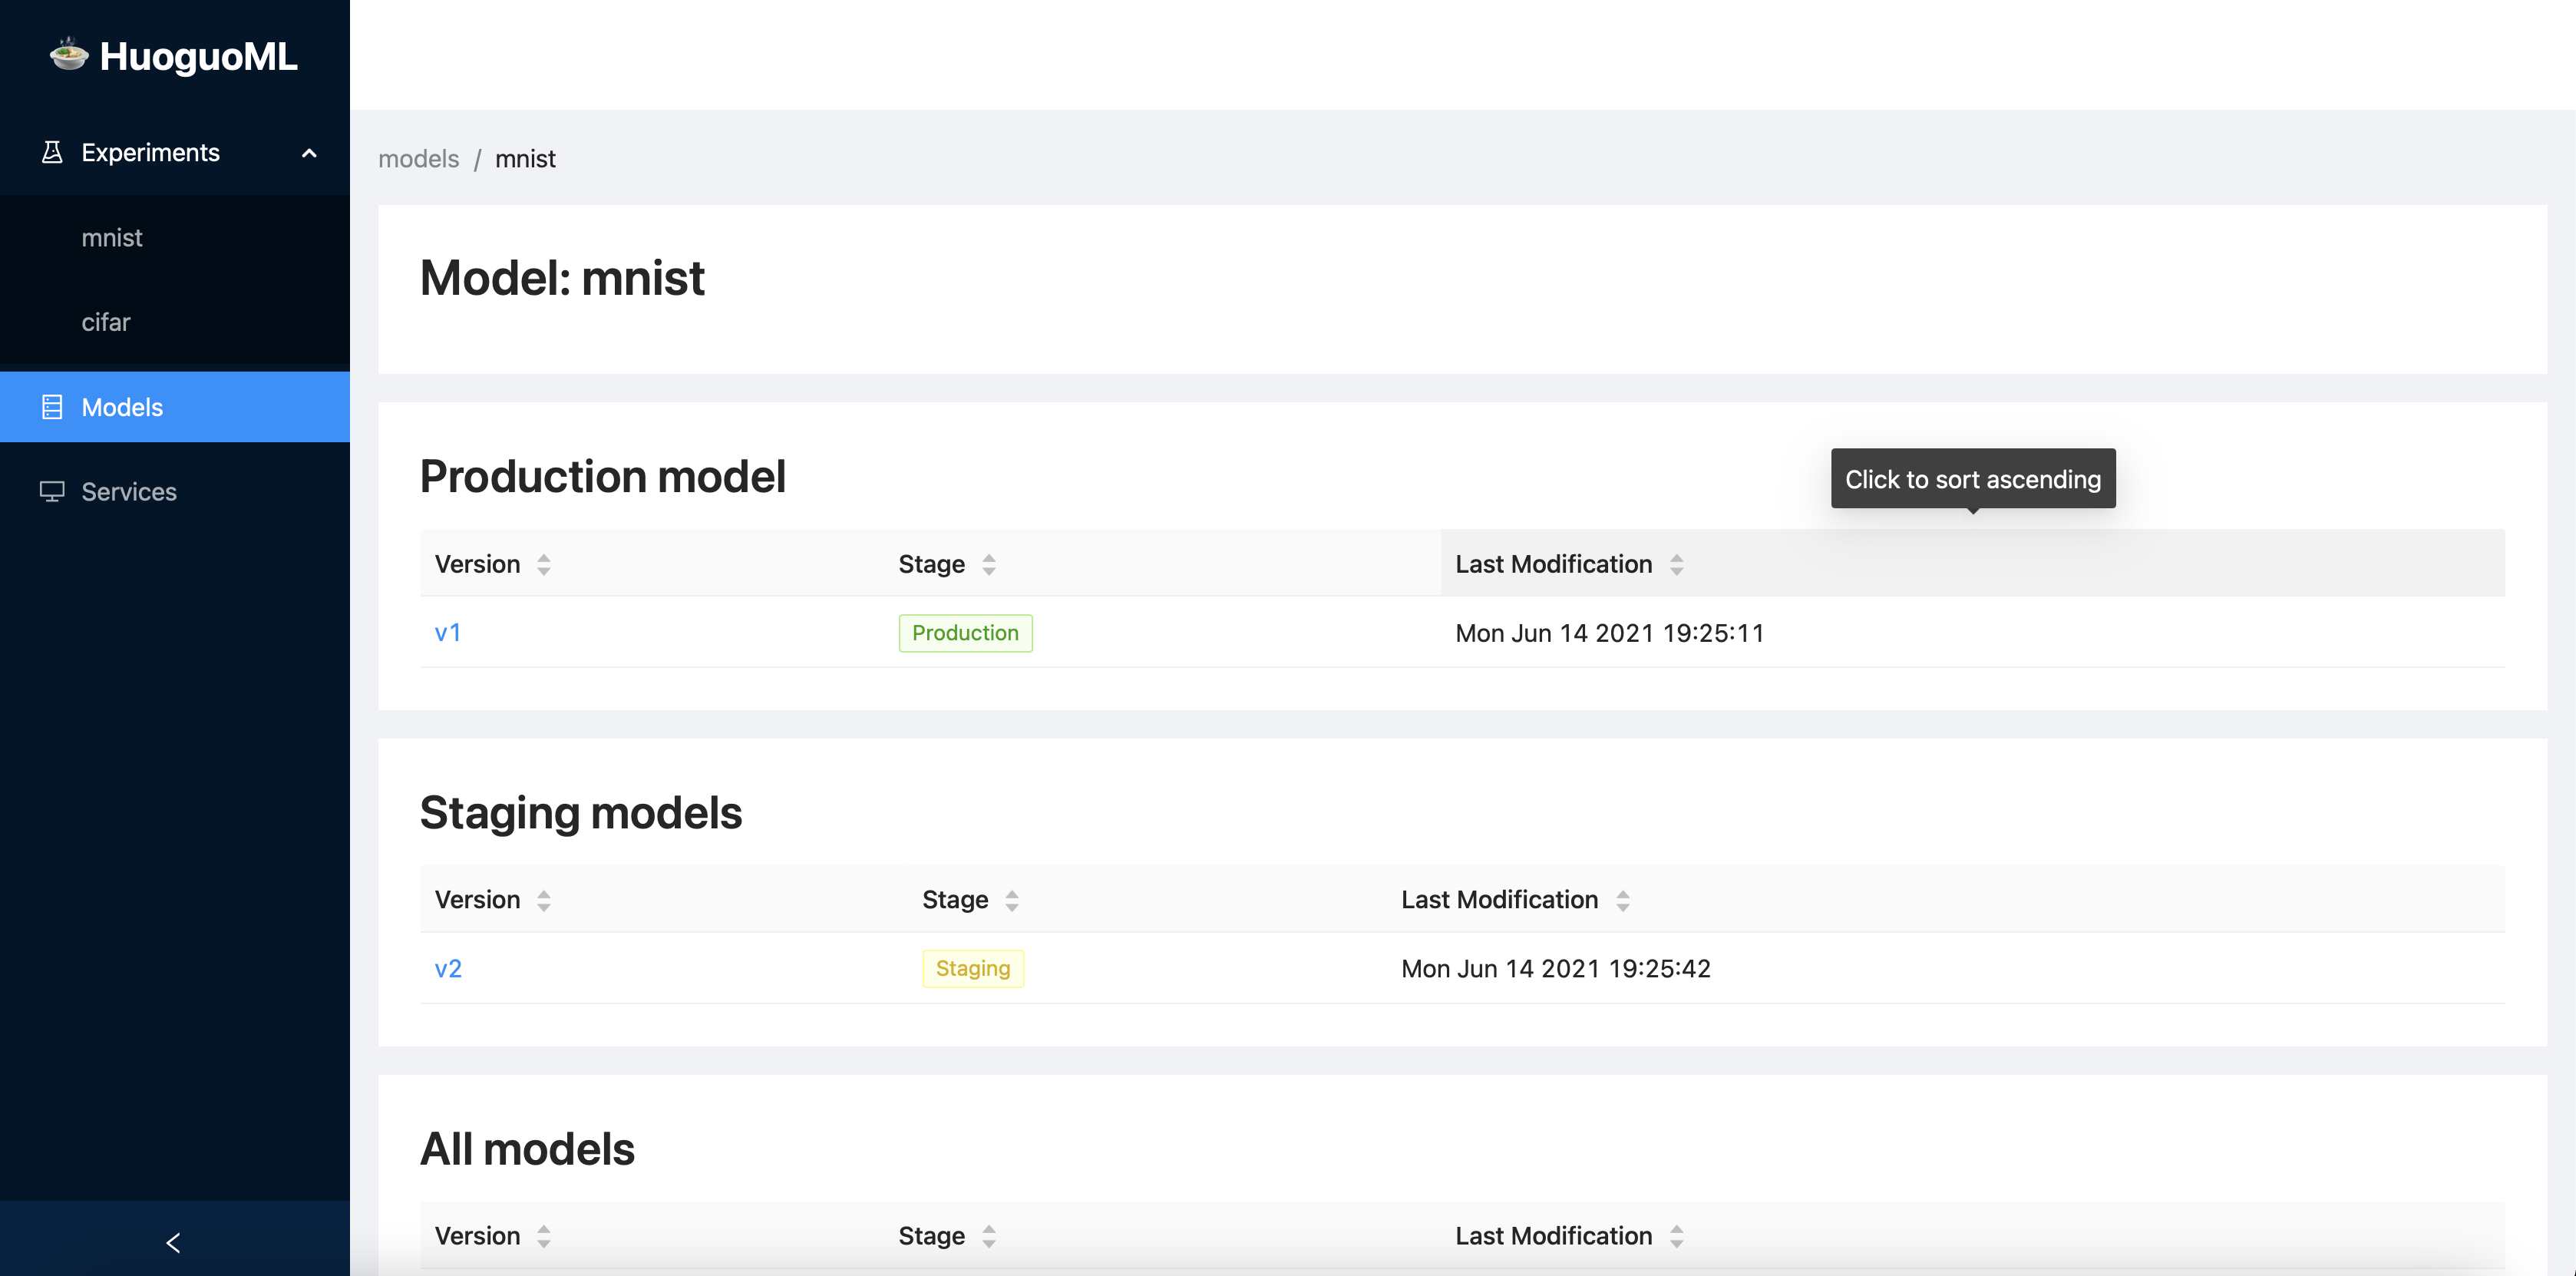 HuoguoML
Experiments
mnist
cifar
Models
Services
models / mnist
Model: mnist
Production model
Click to sort ascending
Version Stage Last Modification
v1 Production Mon Jun 14 2021 19:25:11
Staging models
Version Stage Last Modification
v2 Staging Mon Jun 14 2021 19:25:42
All models
Version Stage Last Modification